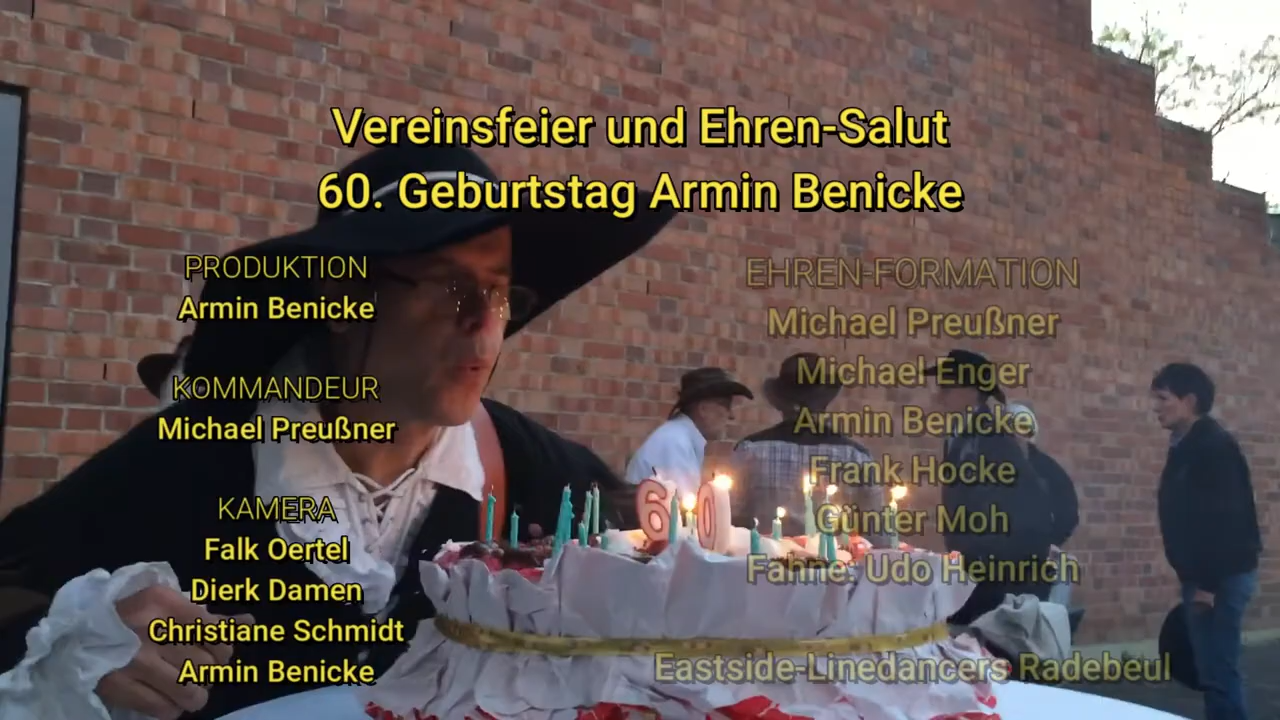 Vereinsfeier und Ehren-Salut
60. Geburtstag Armin Benicke
PRODUKTION
Armin Benicke
KOMMANDEUR
Michael Preußner
KAMERA
Falk Oertel
Dierk Damen
Christiane Schmidt
Armin Benicke
EHREN-FORMATION
Michael Preußner
Michael Enger
Armin Benicke
Frank Hocke
Günter Moh
Fahne: Udo Heinrich
Eastside-Linedancers Radebeul
60